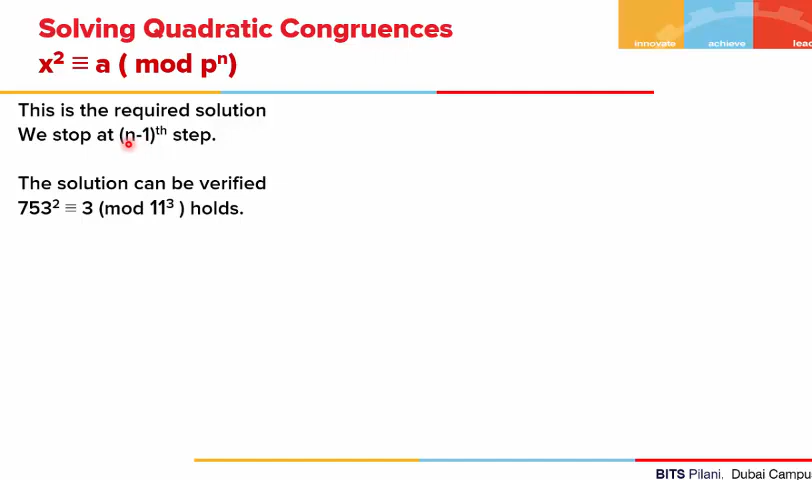 Solving Quadratic Congruences
x² ≡ a ( mod pⁿ)
innovate achieve lead
This is the required solution
We stop at (n-1)ᵗʰ step.
The solution can be verified
753² ≡ 3 (mod 11³ ) holds.
BITS Pilani, Dubai Campu